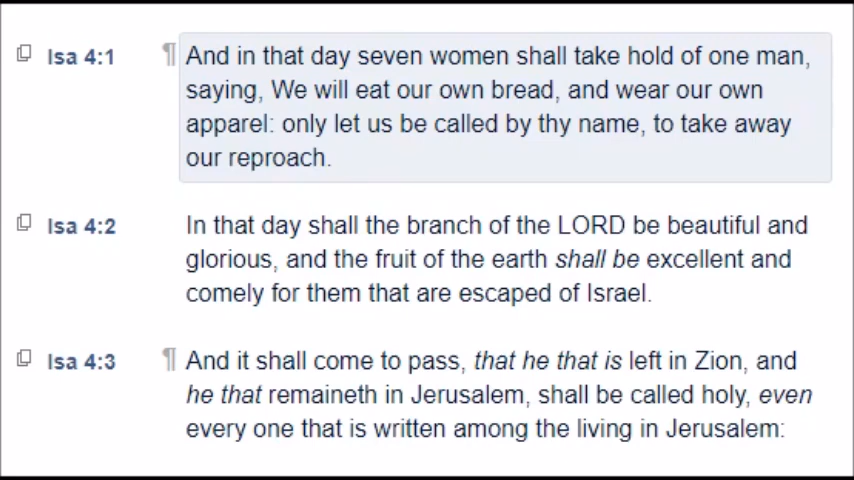 Isa 4:1 ¶ And in that day seven women shall take hold of one man,
saying, We will eat our own bread, and wear our own
apparel: only let us be called by thy name, to take away
our reproach.
Isa 4:2 In that day shall the branch of the LORD be beautiful and
glorious, and the fruit of the earth shall be excellent and
comely for them that are escaped of Israel.
Isa 4:3 ¶ And it shall come to pass, that he that is left in Zion, and
he that remaineth in Jerusalem, shall be called holy, even
every one that is written among the living in Jerusalem: